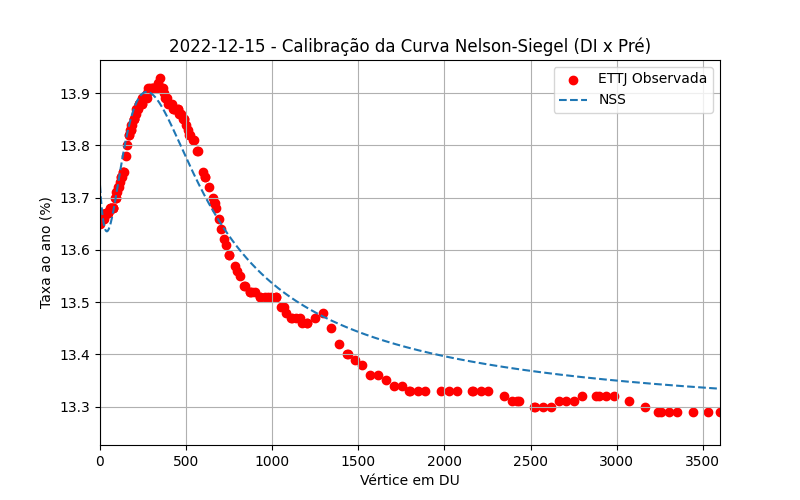 2022-12-15 - Calibração da Curva Nelson-Siegel (DI x Pré)
ETTJ Observada
NSS
Taxa ao ano (%)
13.9
13.8
13.7
13.6
13.5
13.4
13.3
0 500 1000 1500 2000 2500 3000 3500
Vértice em DU